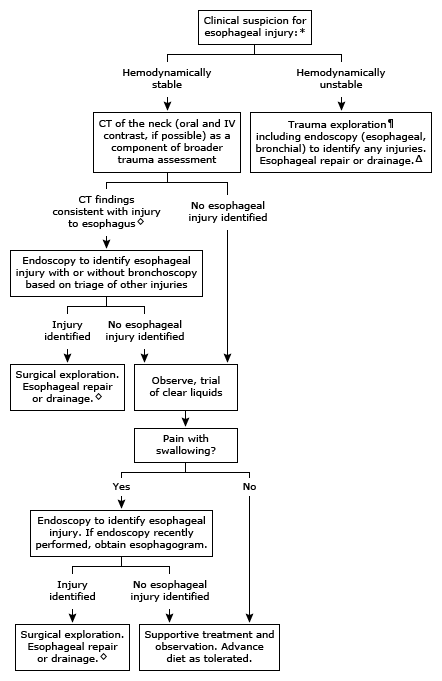 Clinical suspicion for
esophageal injury:*
Hemodynamically
stable
Hemodynamically
unstable
CT of the neck (oral and IV
contrast, if possible) as a
component of broader
trauma assessment
Trauma exploration¶
including endoscopy (esophageal,
bronchial) to identify any injuries.
Esophageal repair or drainage.Δ
CT findings
consistent with injury
to esophagus◇
No esophageal
injury identified
Endoscopy to identify esophageal
injury with or without bronchoscopy
based on triage of other injuries
Injury
identified
No esophageal
injury identified
Surgical exploration.
Esophageal repair
or drainage.◇
Observe, trial
of clear liquids
Pain with
swallowing?
Yes
No
Endoscopy to identify esophageal
injury. If endoscopy recently
performed, obtain esophagogram.
Injury
identified
No esophageal
injury identified
Surgical exploration.
Esophageal repair
or drainage.◇
Supportive treatment and
observation. Advance
diet as tolerated.